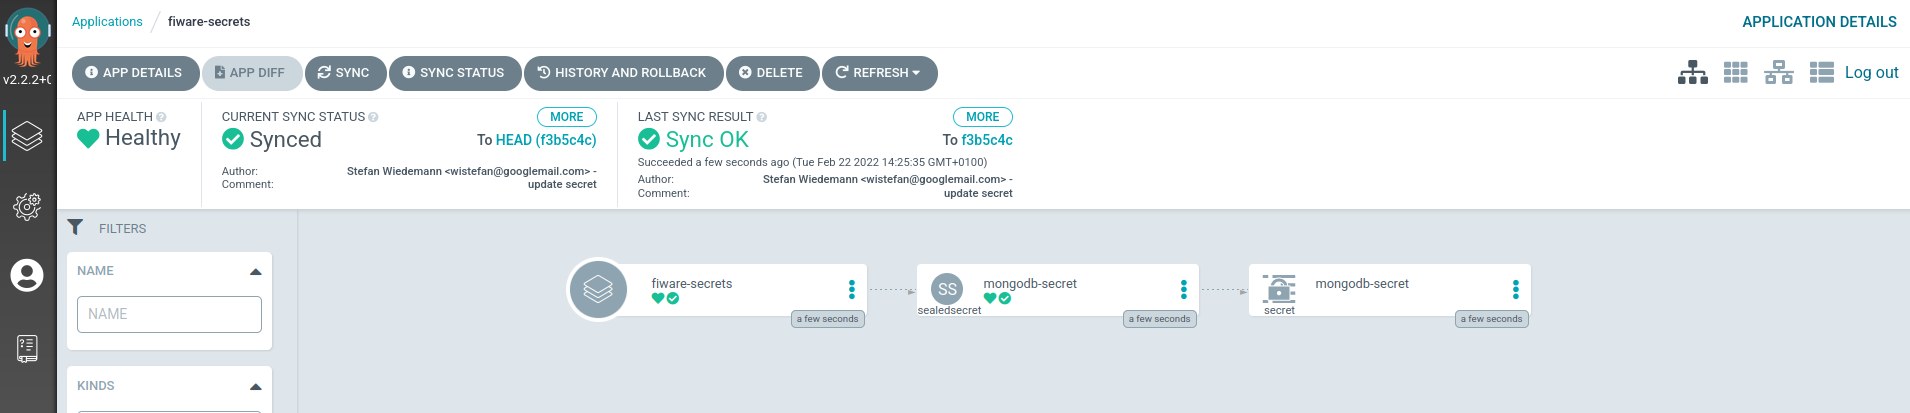 Applications / fiware-secrets
APPLICATION DETAILS
v2.2.2+0
APP DETAILS
APP DIFF
SYNC
SYNC STATUS
HISTORY AND ROLLBACK
DELETE
REFRESH
Log out
APP HEALTH
Healthy
CURRENT SYNC STATUS
MORE
Synced
To HEAD (f3b5c4c)
Author: Stefan Wiedemann <wistefan@googlemail.com> -
Comment: update secret
LAST SYNC RESULT
MORE
Sync OK
To f3b5c4c
Succeeded a few seconds ago (Tue Feb 22 2022 14:25:35 GMT+0100)
Author: Stefan Wiedemann <wistefan@googlemail.com> -
Comment: update secret
FILTERS
NAME
NAME
KINDS
fiware-secrets
a few seconds
SS
sealedsecret
mongodb-secret
a few seconds
secret
mongodb-secret
a few seconds